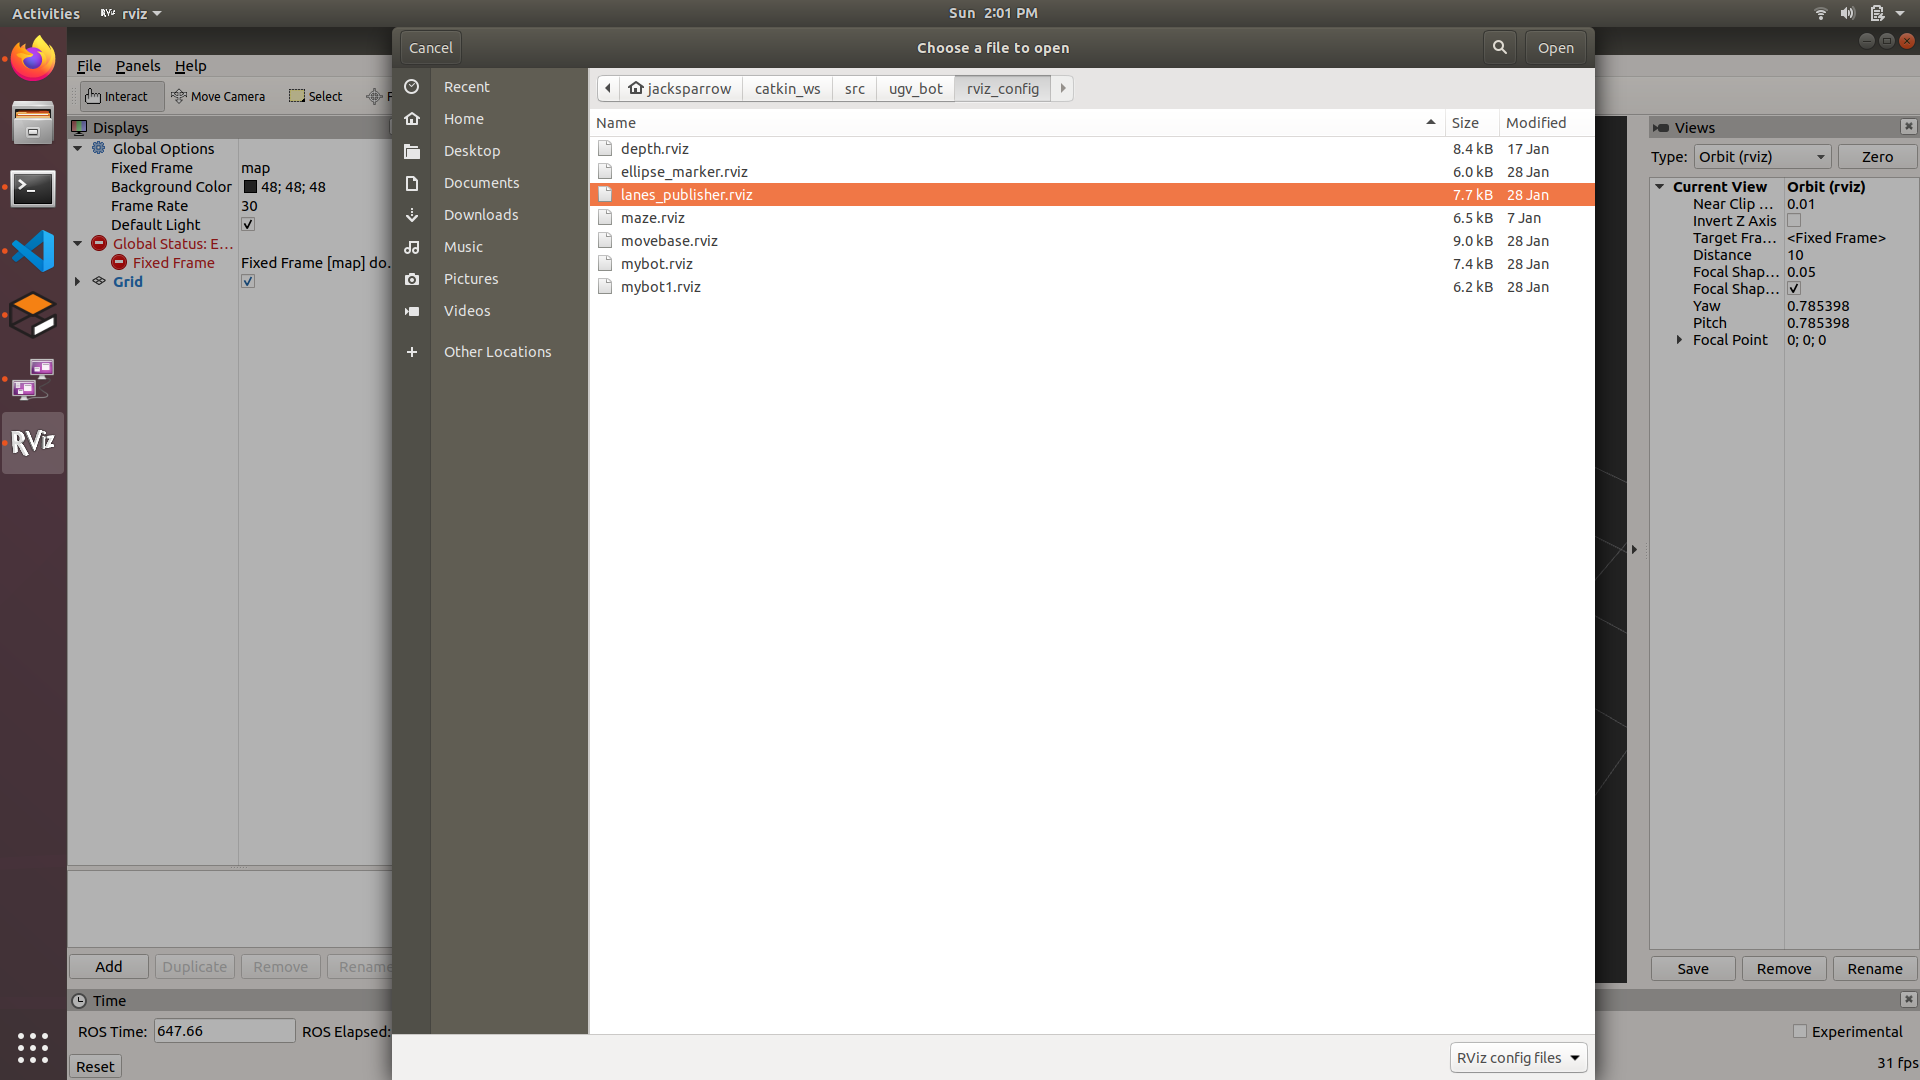 Activities
RViz rviz
Sun 2:01 PM
Cancel
Choose a file to open
Open
File Panels Help
Interact
Move Camera
Select
Displays
Global Options
Fixed Frame map
Background Color 48; 48; 48
Frame Rate 30
Default Light
Global Status: E...
Fixed Frame Fixed Frame [map] do.
Grid
RViz
Add
Duplicate
Remove
Rename
Time
ROS Time: 647.66 ROS Elapsed:
Reset
Recent
Home
Desktop
Documents
Downloads
Music
Pictures
Videos
Other Locations
jacksparrow catkin_ws src ugv_bot rviz_config
Name Size Modified
depth.rviz 8.4 kB 17 Jan
ellipse_marker.rviz 6.0 kB 28 Jan
lanes_publisher.rviz 7.7 kB 28 Jan
maze.rviz 6.5 kB 7 Jan
movebase.rviz 9.0 kB 28 Jan
mybot.rviz 7.4 kB 28 Jan
mybot1.rviz 6.2 kB 28 Jan
RViz config files
Views
Type: Orbit (rviz) Zero
Current View Orbit (rviz)
Near Clip ... 0.01
Invert Z Axis
Target Fra... <Fixed Frame>
Distance 10
Focal Shap... 0.05
Focal Shap...
Yaw 0.785398
Pitch 0.785398
Focal Point 0; 0; 0
Save
Remove
Rename
Experimental
31 fps